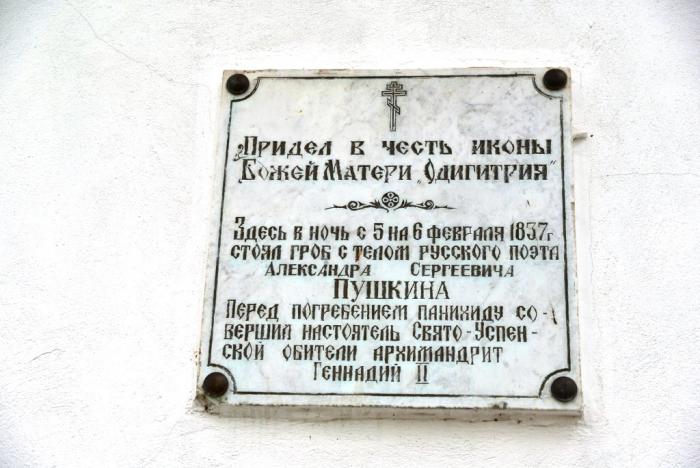 Придел в честь иконы
Божей Матери „Одигитрия"
Здесь в ночь с 5 на 6 февраля 1837г
стоял гроб с телом русского поэта
Александра Сергеевича
Пушкина
Перед погребением панихиду со-
вершил настоятель Свято-Успен-
ской обители архимандрит
Геннадий II